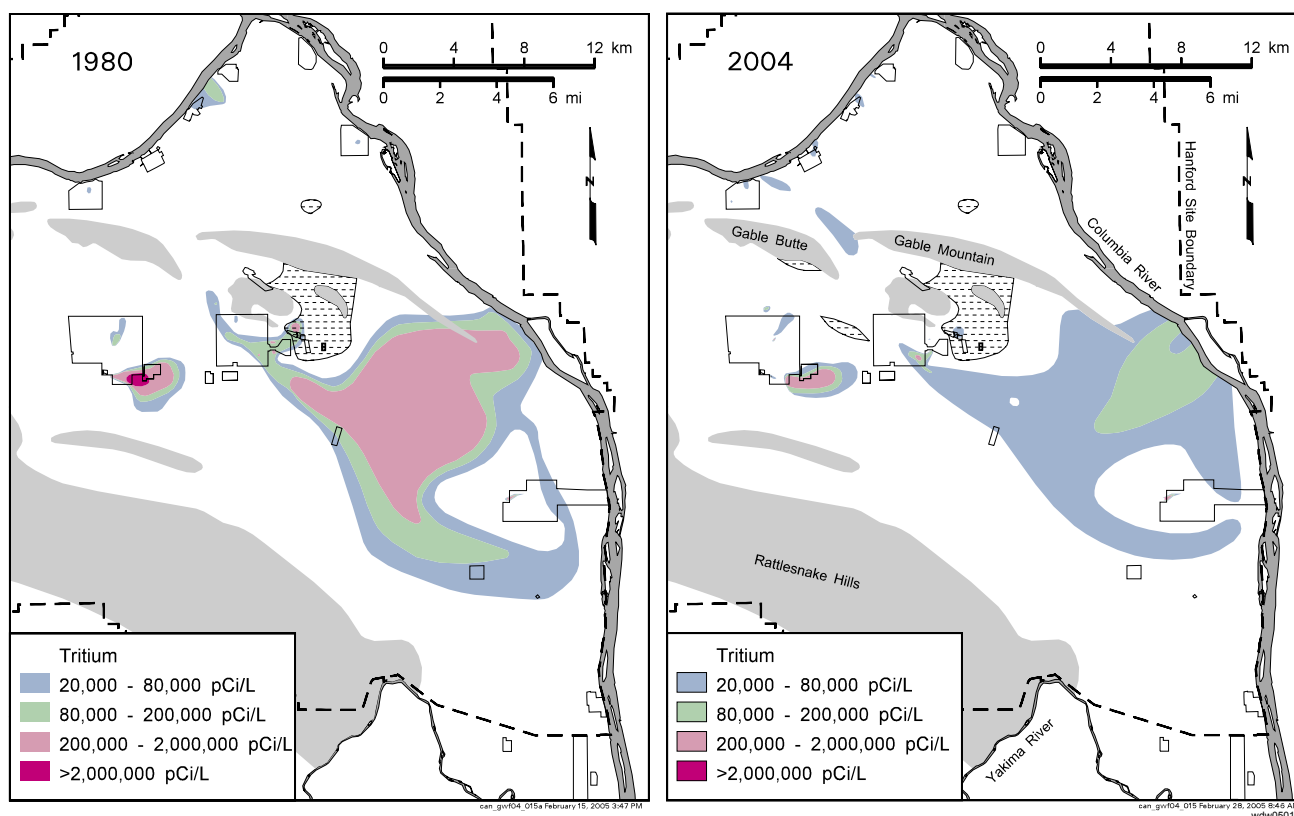 1980
0 4 8 12 km
0 2 4 6 mi
N
Tritium
20,000 - 80,000 pCi/L
80,000 - 200,000 pCi/L
200,000 - 2,000,000 pCi/L
>2,000,000 pCi/L
can_gwf04_015a February 15, 2005 3:47 PM
2004
0 4 8 12 km
0 2 4 6 mi
N
Hanford Site Boundary
Columbia River
Gable Butte
Gable Mountain
Rattlesnake Hills
Yakima River
Tritium
20,000 - 80,000 pCi/L
80,000 - 200,000 pCi/L
200,000 - 2,000,000 pCi/L
>2,000,000 pCi/L
can_gwf04_015 February 28, 2005 8:46 AM